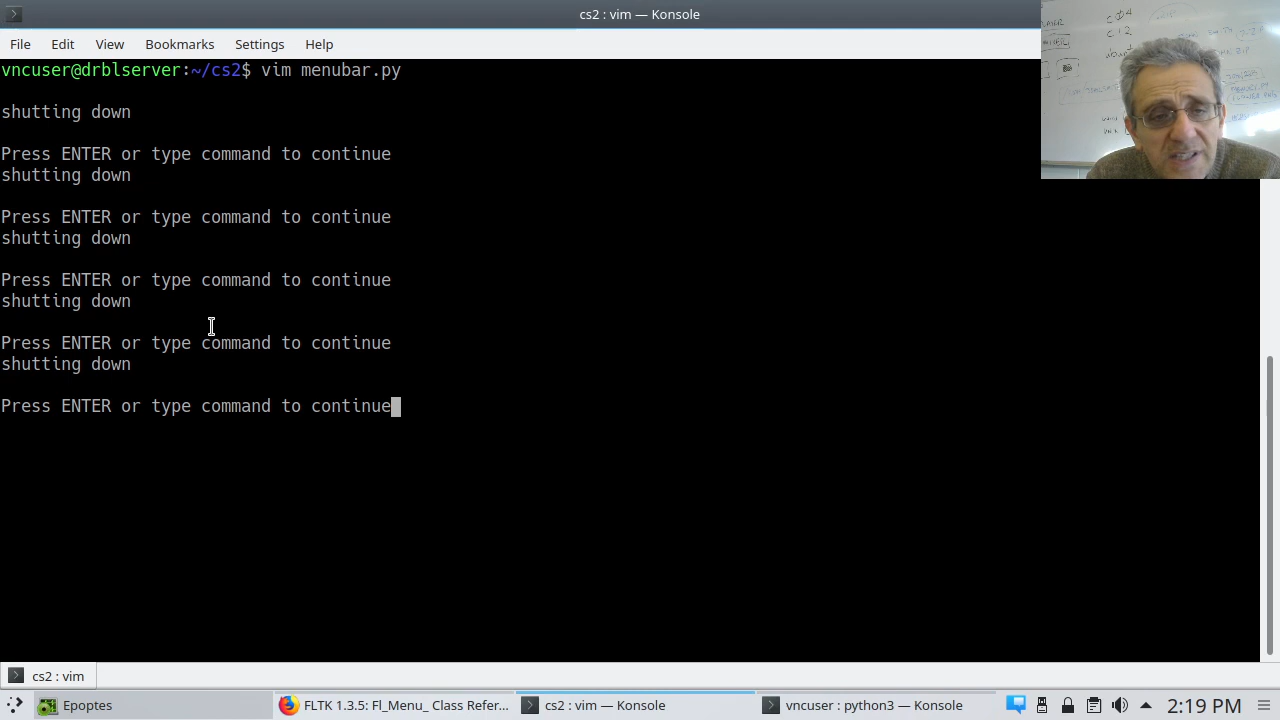 cs2 : vim — Konsole
File Edit View Bookmarks Settings Help
vncuser@drblserver:~/cs2$ vim menubar.py
shutting down
Press ENTER or type command to continue
shutting down
Press ENTER or type command to continue
shutting down
Press ENTER or type command to continue
shutting down
Press ENTER or type command to continue
shutting down
Press ENTER or type command to continue
cs2 : vim
Epoptes
FLTK 1.3.5: Fl_Menu_ Class Refer...
cs2 : vim — Konsole
vncuser : python3 — Konsole
2:19 PM